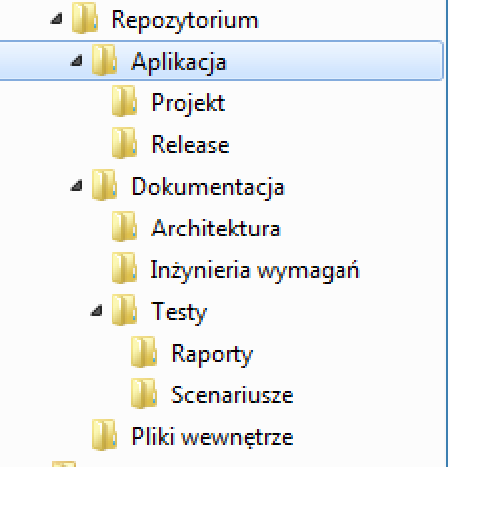 Repozytorium
Aplikacja
Projekt
Release
Dokumentacja
Architektura
Inżynieria wymagań
Testy
Raporty
Scenariusze
Pliki wewnętrze